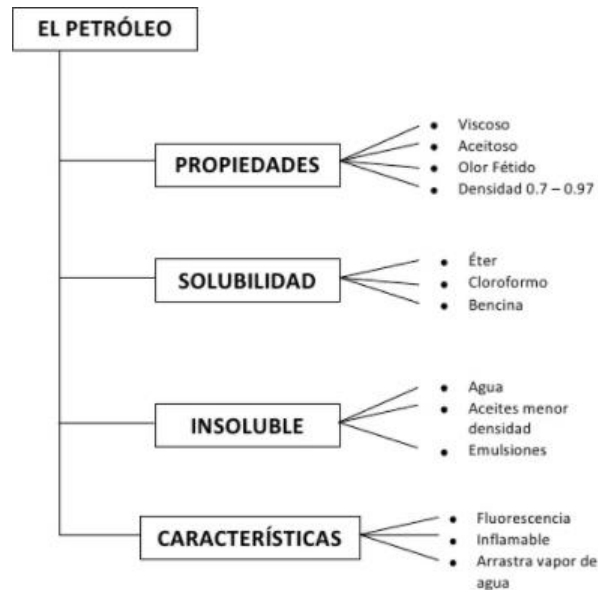 EL PETRÓLEO
PROPIEDADES
• Viscoso
• Aceitoso
• Olor Fétido
• Densidad 0.7 – 0.97
SOLUBILIDAD
• Éter
• Cloroformo
• Bencina
INSOLUBLE
• Agua
• Aceites menor
densidad
• Emulsiones
CARACTERÍSTICAS
• Fluorescencia
• Inflamable
• Arrastra vapor de
agua